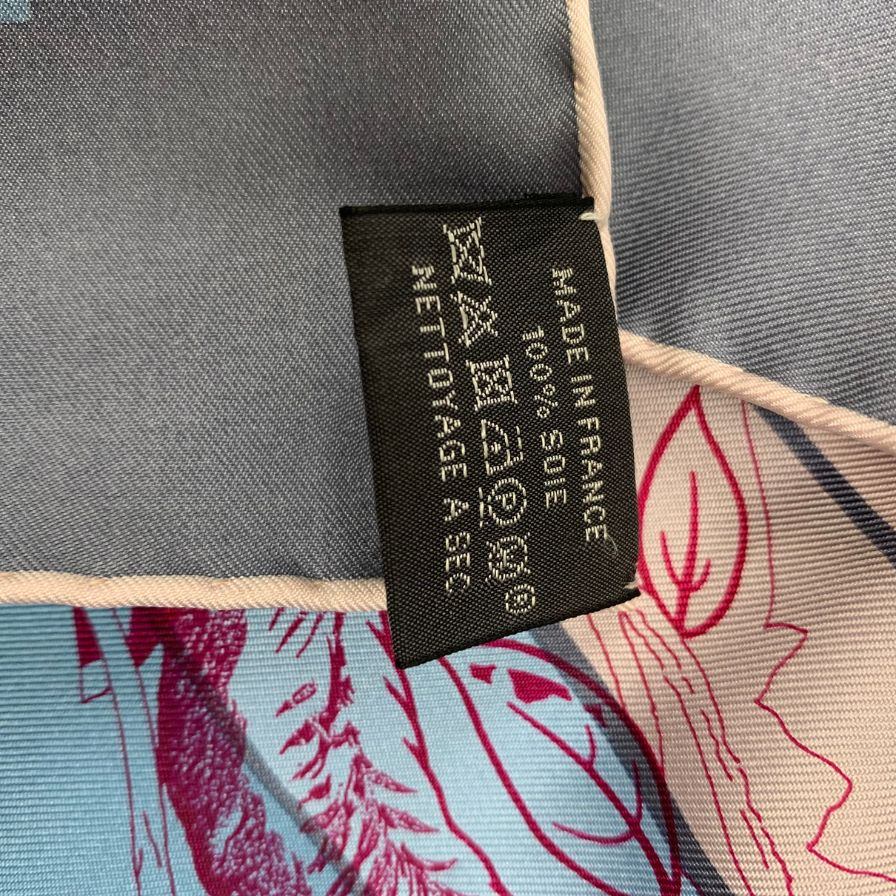 MADE IN FRANCE
100% SOIE
P
NETTOYAGE A SEC